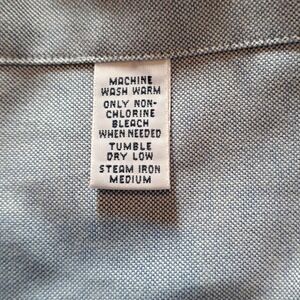 MACHINE
WASH WARM
ONLY NON-
CHLORINE
BLEACH
WHEN NEEDED
TUMBLE
DRY LOW
STEAM IRON
MEDIUM